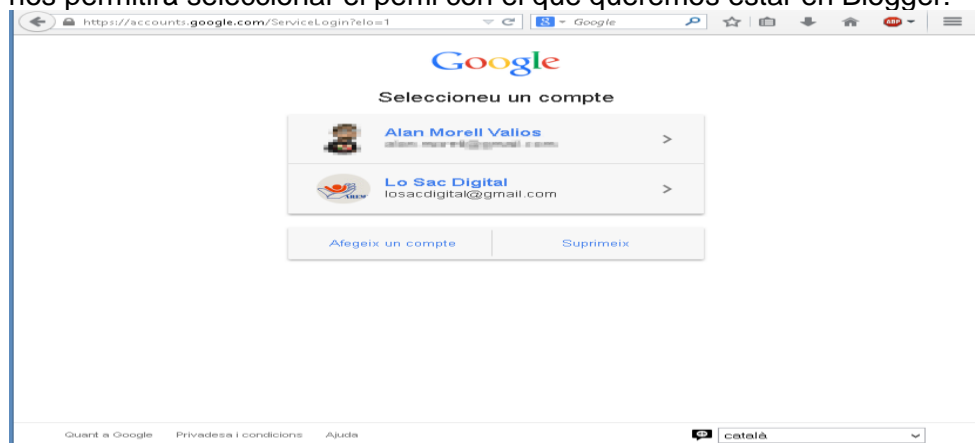 nos permitirá seleccionar el perfil con el que queremos estar en Blogger.
https://accounts.google.com/ServiceLogin?elo=1
Google
ABP
Google
Seleccioneu un compte
Alan Morell Valios
Lo Sac Digital
losacdigital@gmail.com
Afegeix un compte
Suprimeix
Quant a Google
Privadesa i condicions
Ajuda
català